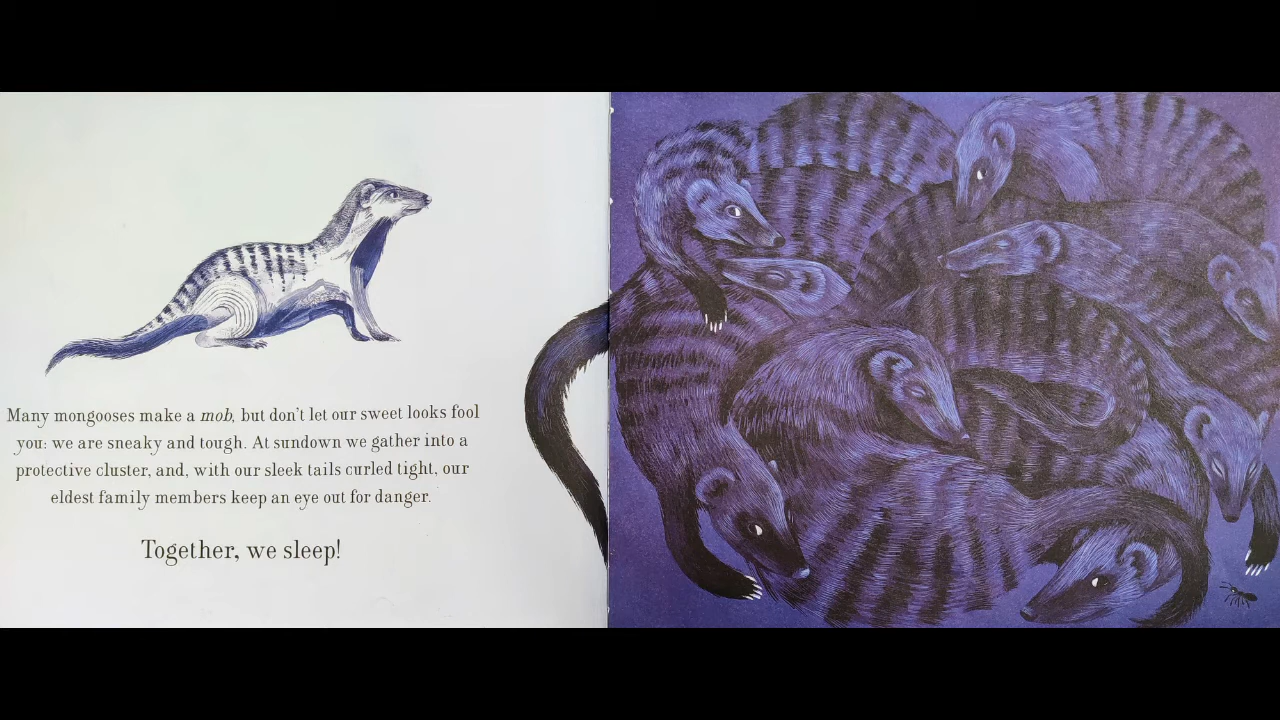 Many mongooses make a mob, but don't let our sweet looks fool
you: we are sneaky and tough. At sundown we gather into a
protective cluster, and, with our sleek tails curled tight, our
eldest family members keep an eye out for danger.
Together, we sleep!